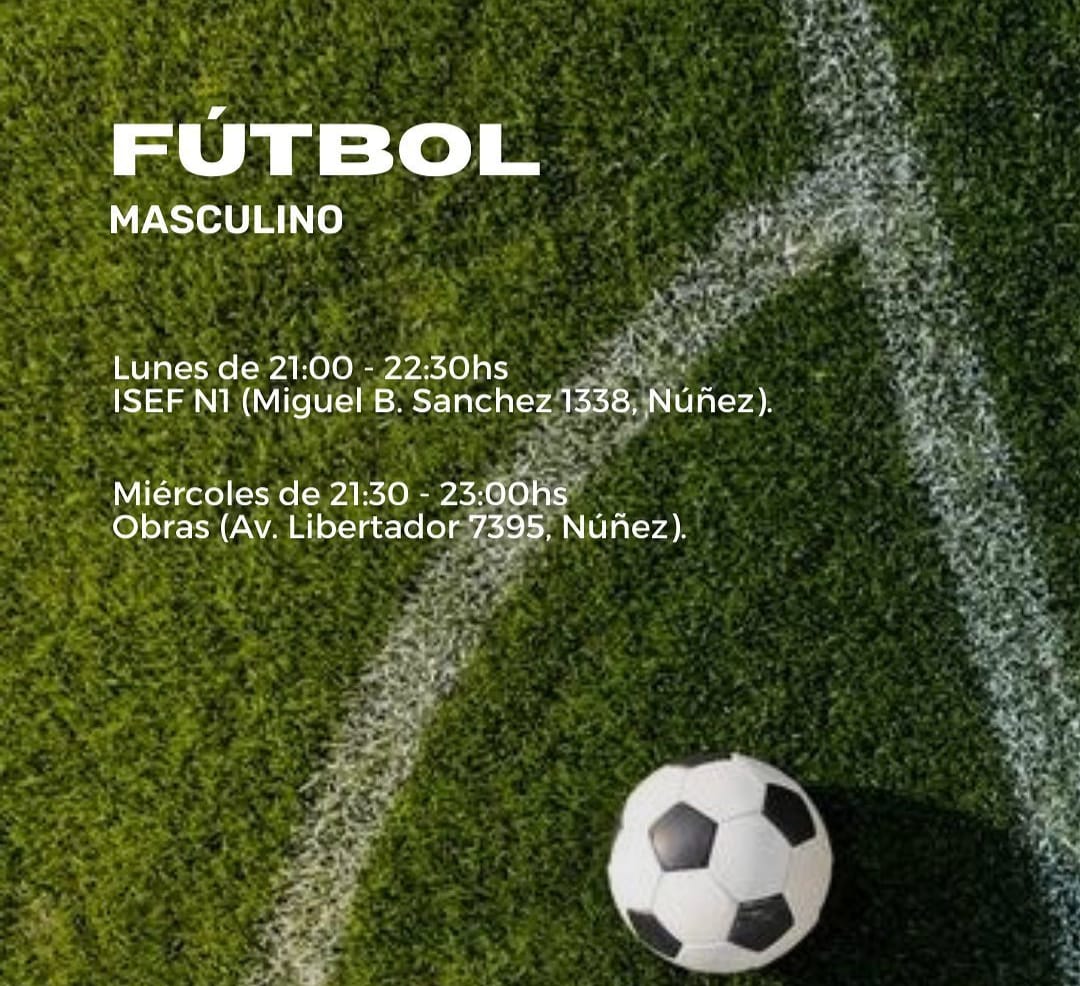 FÚTBOL
MASCULINO
Lunes de 21:00 - 22:30hs
ISEF N1 (Miguel B. Sanchez 1338, Núñez).
Miércoles de 21:30 - 23:00hs
Obras (Av. Libertador 7395, Núñez).